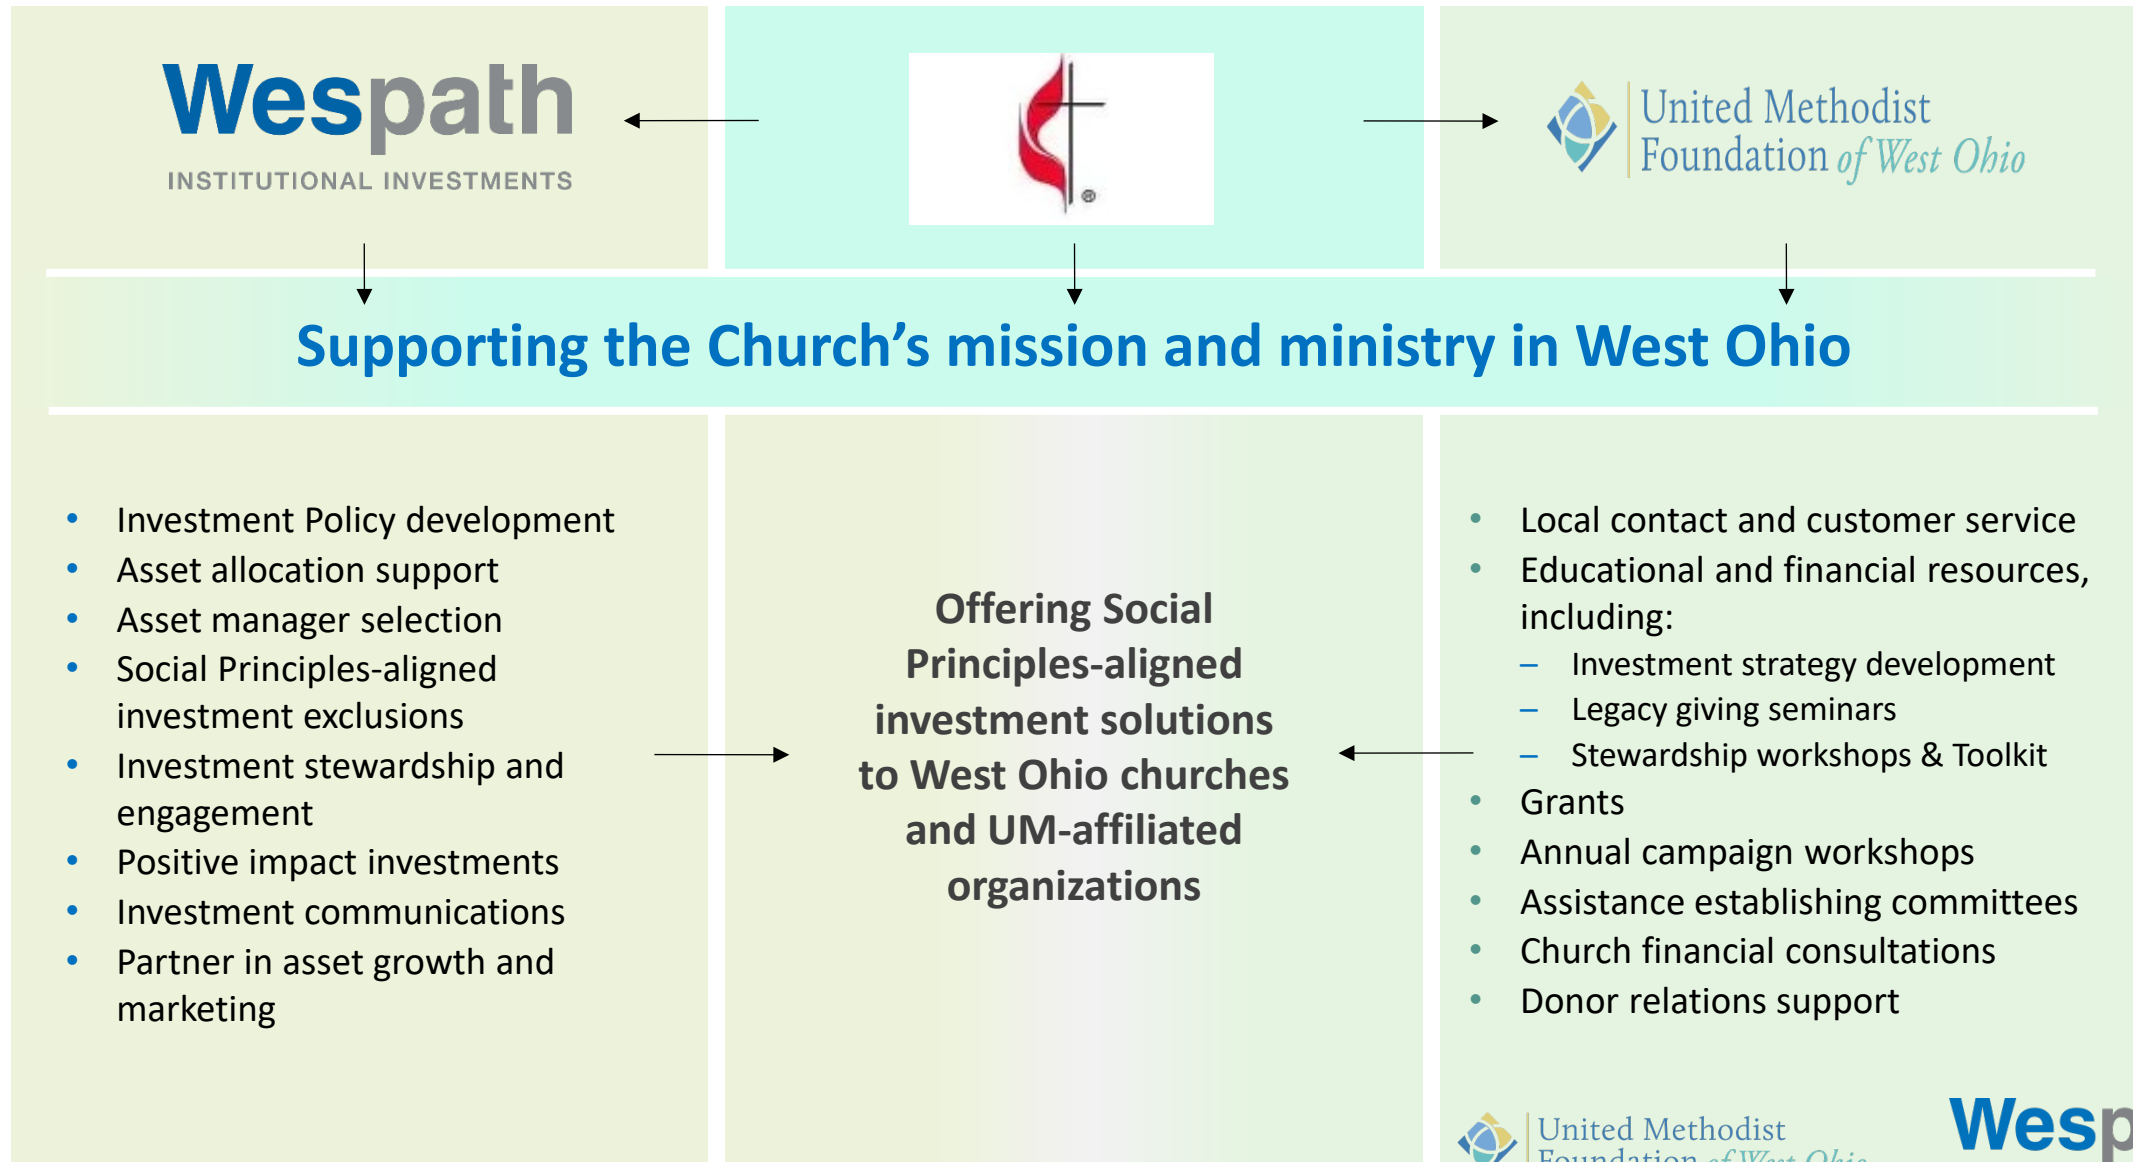 Wespath
INSTITUTIONAL INVESTMENTS
®
United Methodist
Foundation of West Ohio
Supporting the Church’s mission and ministry in West Ohio
• Investment Policy development
• Asset allocation support
• Asset manager selection
• Social Principles-aligned
investment exclusions
• Investment stewardship and
engagement
• Positive impact investments
• Investment communications
• Partner in asset growth and
marketing
Offering Social
Principles-aligned
investment solutions
to West Ohio churches
and UM-affiliated
organizations
• Local contact and customer service
• Educational and financial resources,
including:
– Investment strategy development
– Legacy giving seminars
– Stewardship workshops & Toolkit
• Grants
• Annual campaign workshops
• Assistance establishing committees
• Church financial consultations
• Donor relations support
United Methodist
Foundation of West Ohio
Wesp